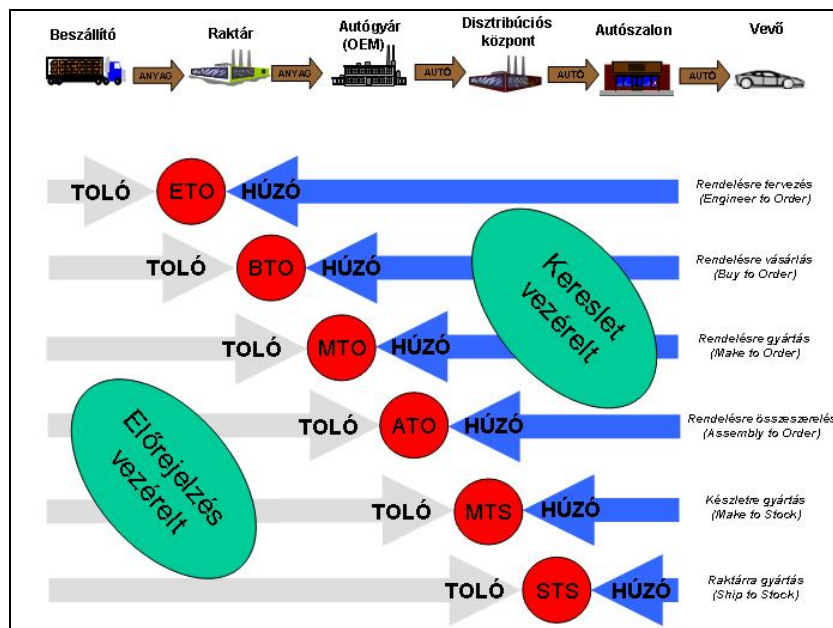 Beszállító
Raktár
Autógyár
(OEM)
Disztribúciós
központ
Autószalon
Vevő
ANYAG
ANYAG
AUTÓ
AUTÓ
AUTÓ
TOLÓ
ETO
HÚZÓ
Rendelésre tervezés
(Engineer to Order)
TOLÓ
BTO
HÚZÓ
Rendelésre vásárlás
(Buy to Order)
Kereslet
vezérelt
TOLÓ
MTO
HÚZÓ
Rendelésre gyártás
(Make to Order)
TOLÓ
ATO
HÚZÓ
Rendelésre összeszerelés
(Assembly to Order)
Előrejelzés
vezérelt
TOLÓ
MTS
HÚZÓ
Készletre gyártás
(Make to Stock)
TOLÓ
STS
HÚZÓ
Raktárra gyártás
(Ship to Stock)